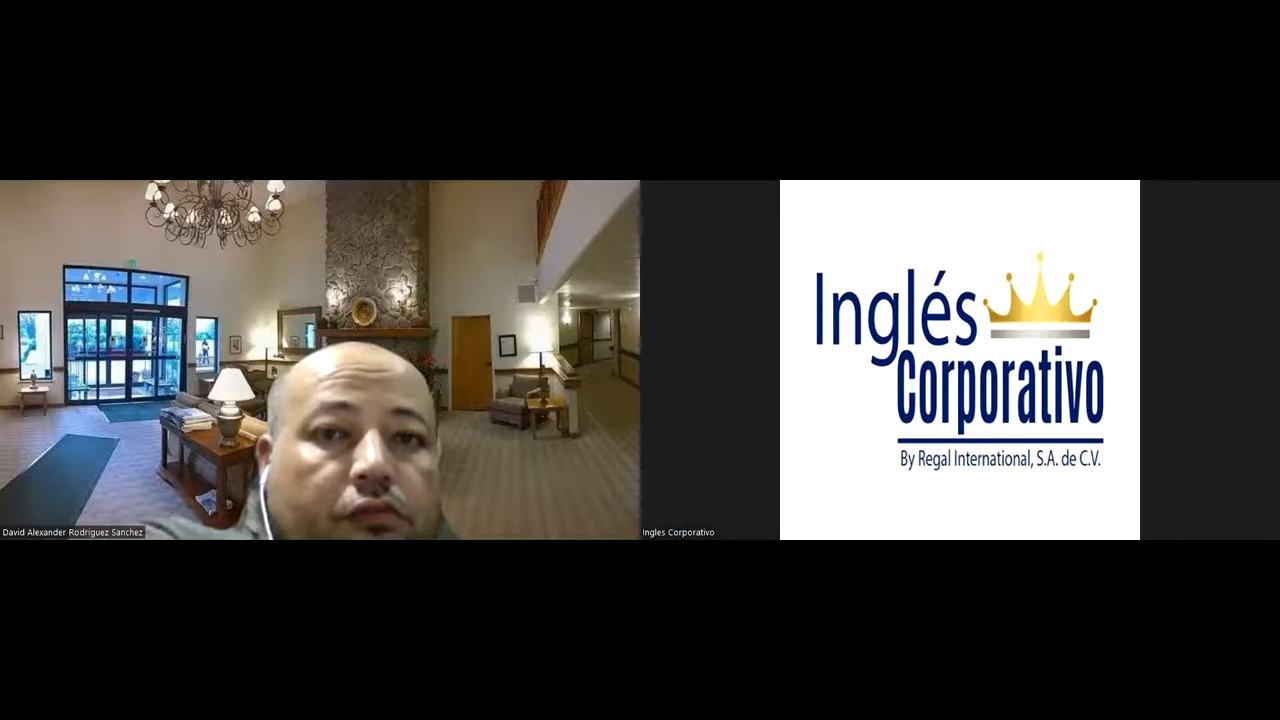 Inglés
Corporativo
By Regal International, S.A. de C.V.
David Alexander Rodriguez Sanchez
Ingles Corporativo